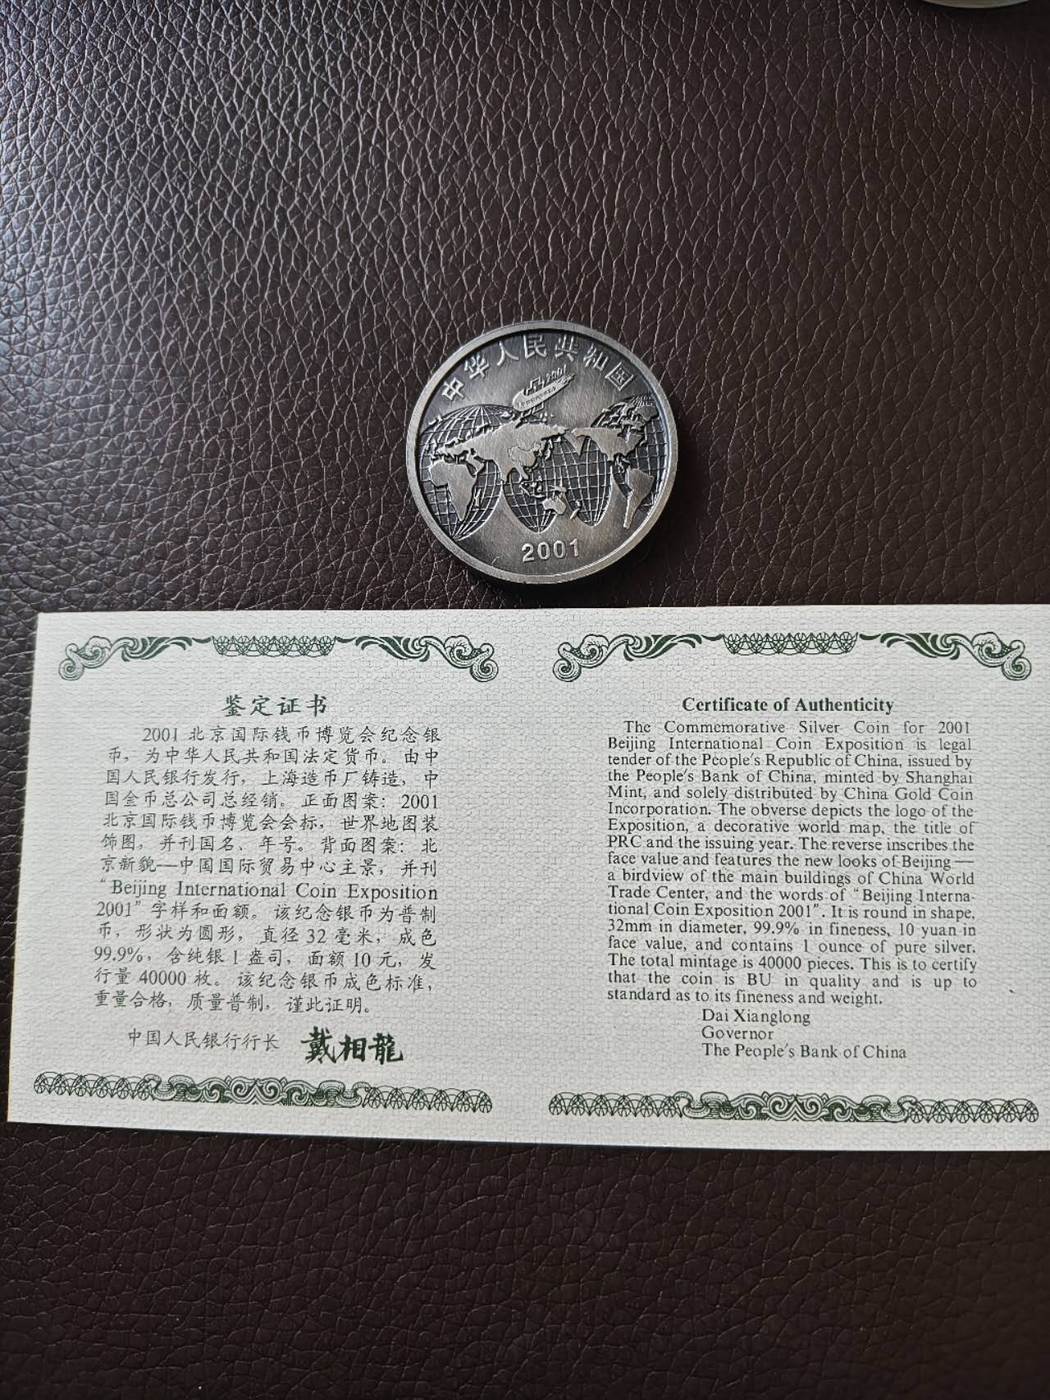 中华人民共和国
2001
鉴定证书
2001 北京国际钱币博览会纪念银
币，为中华人民共和国法定货币。由中
国人民银行发行，上海造币厂铸造，中
国金币总公司总经销。正面图案：2001
北京国际钱币博览会会标，世界地图装
饰图，并刊国名、年号。背面图案：北
京新貌—中国国际贸易中心主景，并刊
“Beijing International Coin Exposition
2001”字样和面额。该纪念银币为普制
币，形状为圆形，直径 32 毫米，成色
99.9%，含纯银 1 盎司，面额 10 元，发
行量 40000 枚。该纪念银币成色标准，
重量合格，质量普制，谨此证明。
中国人民银行行长 戴相龍
Certificate of Authenticity
The Commemorative Silver Coin for 2001
Beijing International Coin Exposition is legal
tender of the People's Republic of China, issued by
the People's Bank of China, minted by Shanghai
Mint, and solely distributed by China Gold Coin
Incorporation. The obverse depicts the logo of the
Exposition, a decorative world map, the title of
PRC and the issuing year. The reverse inscribes the
face value and features the new looks of Beijing—
a birdview of the main buildings of China World
Trade Center, and the words of "Beijing Interna-
tional Coin Exposition 2001". It is round in shape,
32mm in diameter, 99.9% in fineness, 10 yuan in
face value, and contains 1 ounce of pure silver.
The total mintage is 40000 pieces. This is to certify
that the coin is BU in quality and is up to
standard as to its fineness and weight.
Dai Xianglong
Governor
The People's Bank of China